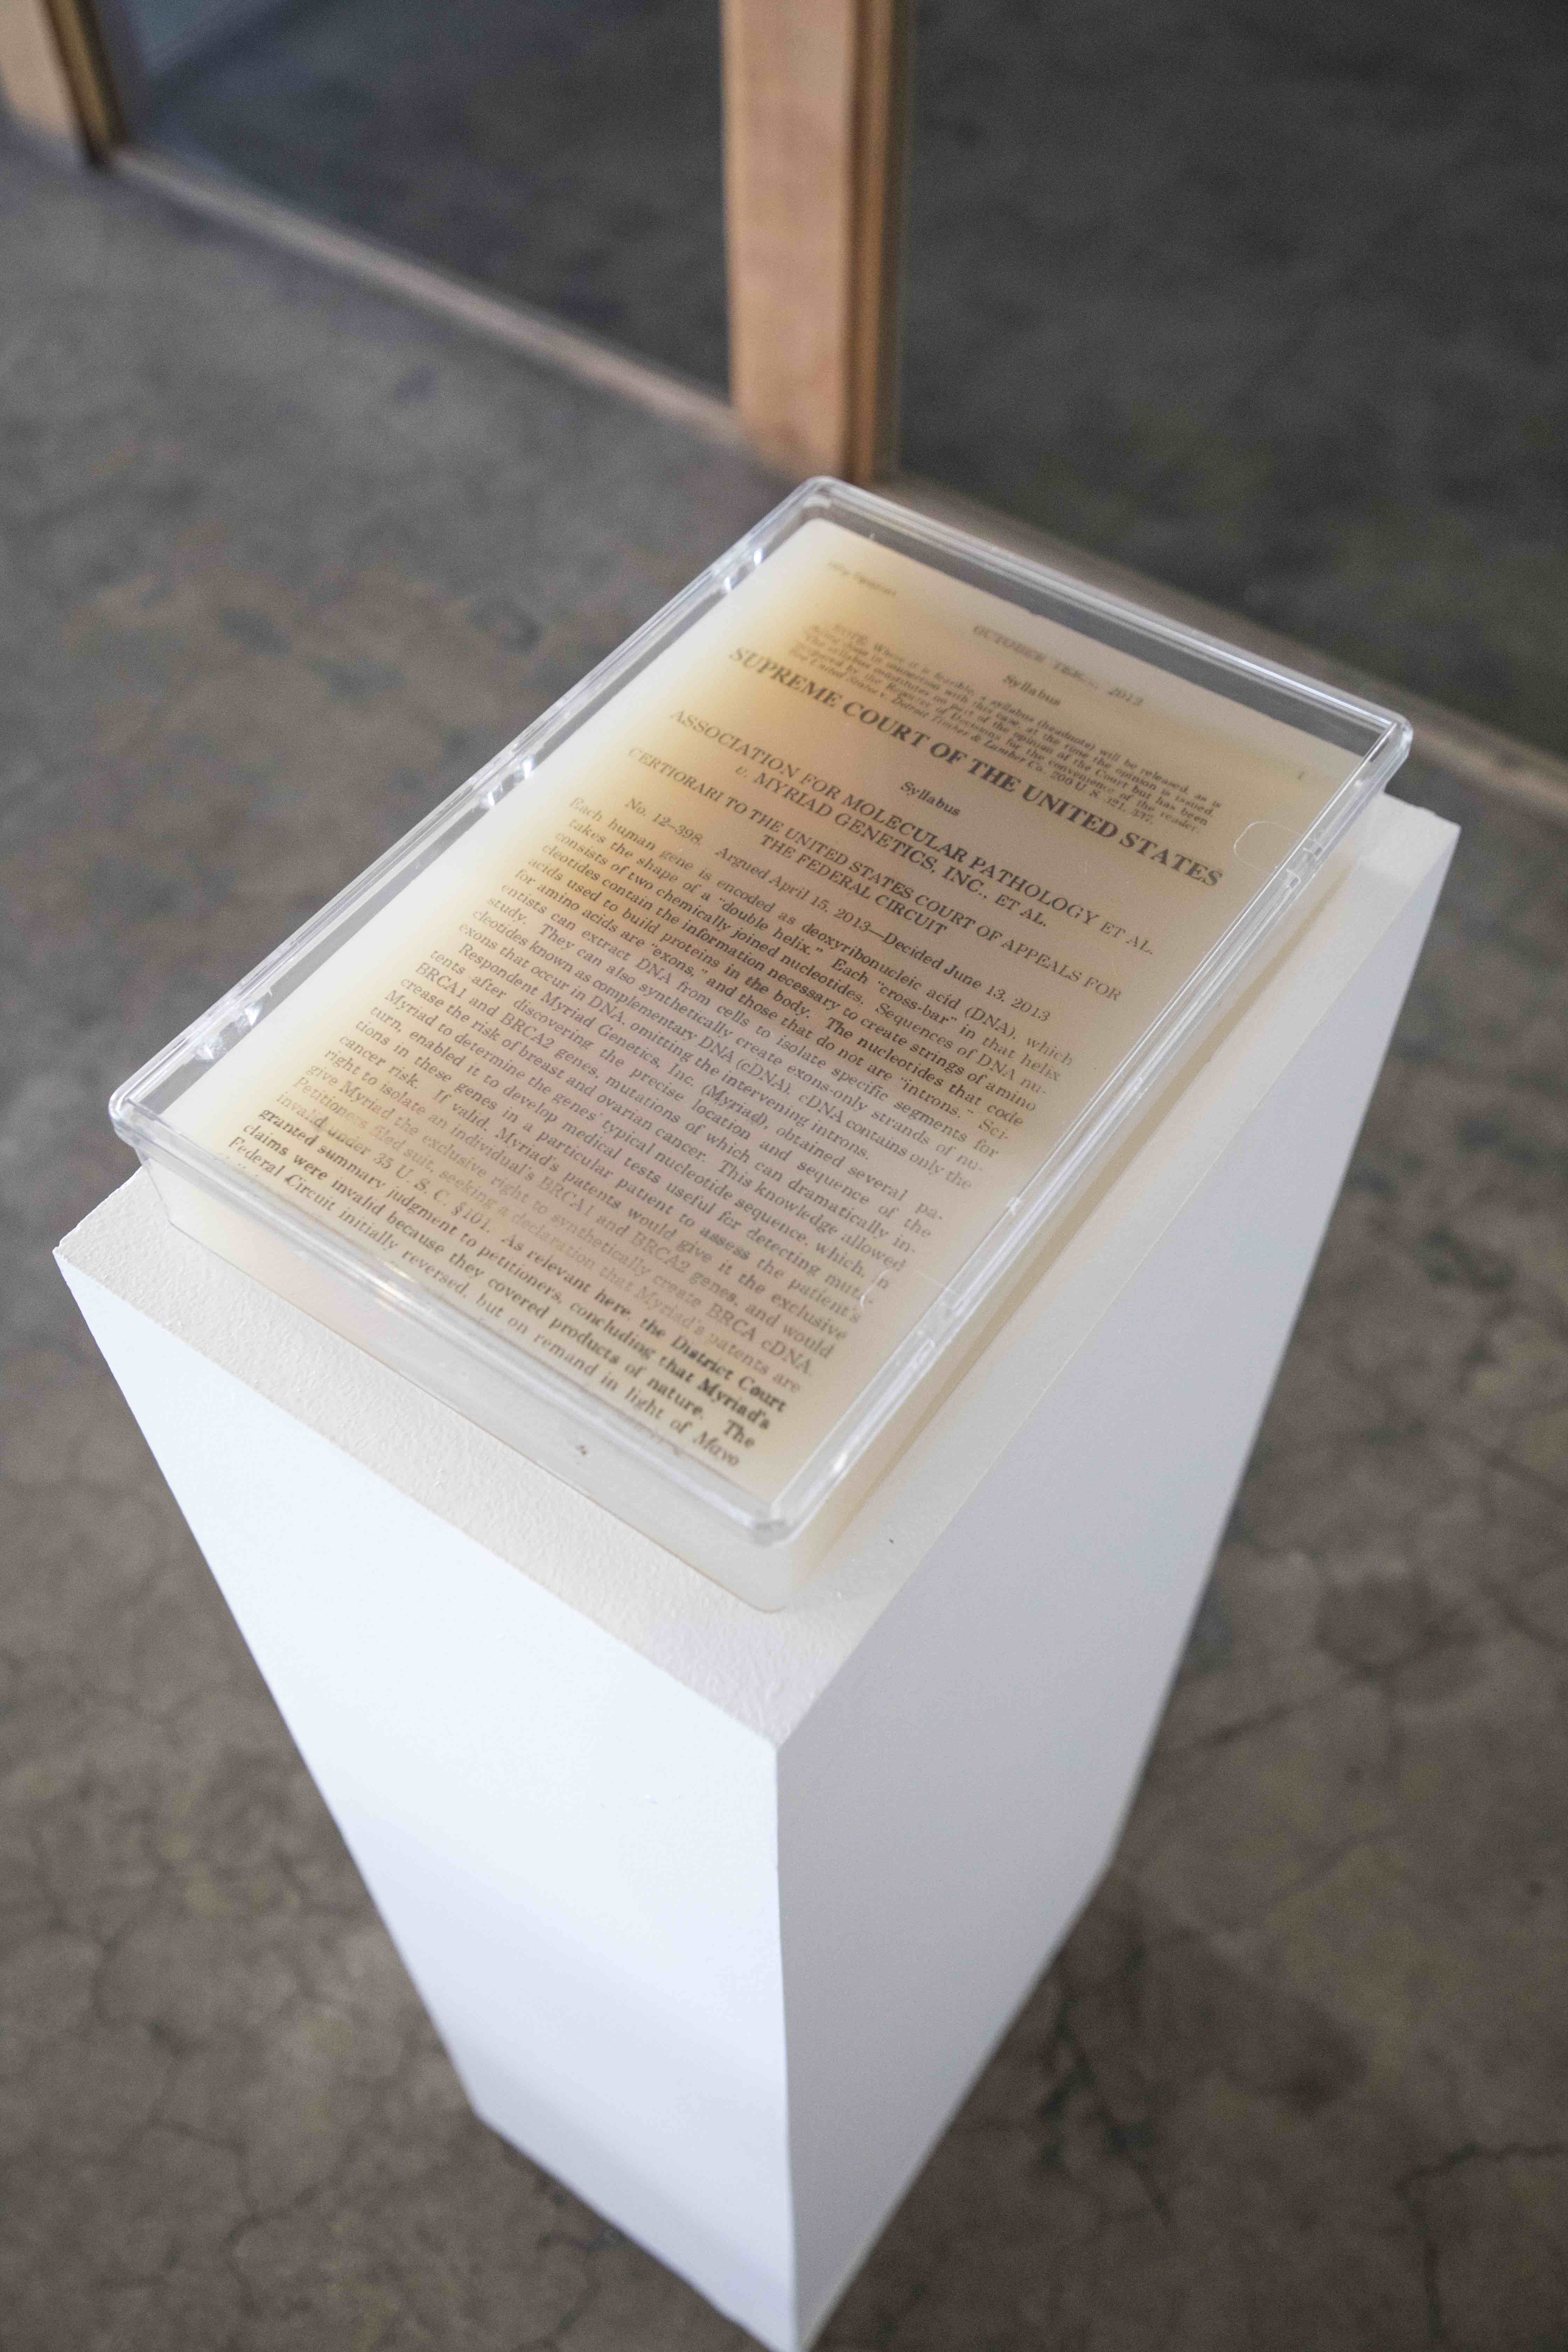 (Slip Opinion)
OCTOBER TERM, 2012
1
Syllabus
NOTE: Where it is feasible, a syllabus (headnote) will be released, as is
being done in connection with this case, at the time the opinion is issued.
The syllabus constitutes no part of the opinion of the Court but has been
prepared by the Reporter of Decisions for the convenience of the reader.
See United States v. Detroit Timber & Lumber Co., 200 U. S. 321, 337.
SUPREME COURT OF THE UNITED STATES
Syllabus
ASSOCIATION FOR MOLECULAR PATHOLOGY ET AL.
v. MYRIAD GENETICS, INC., ET AL.
CERTIORARI TO THE UNITED STATES COURT OF APPEALS FOR
THE FEDERAL CIRCUIT
No. 12–398. Argued April 15, 2013—Decided June 13, 2013
Each human gene is encoded as deoxyribonucleic acid (DNA), which
takes the shape of a “double helix.” Each “cross-bar” in that helix
consists of two chemically joined nucleotides. Sequences of DNA nu-
cleotides contain the information necessary to create strings of amino
acids used to build proteins in the body. The nucleotides that code
for amino acids are “exons,” and those that do not are “introns.” Sci-
entists can extract DNA from cells to isolate specific segments for
study. They can also synthetically create exons-only strands of nu-
cleotides known as complementary DNA (cDNA). cDNA contains only the
exons that occur in DNA, omitting the intervening introns.
Respondent Myriad Genetics, Inc. (Myriad), obtained several pa-
tents after discovering the precise location and sequence of the
BRCA1 and BRCA2 genes, mutations of which can dramatically in-
crease the risk of breast and ovarian cancer. This knowledge allowed
Myriad to determine the genes’ typical nucleotide sequence, which, in
turn, enabled it to develop medical tests useful for detecting muta-
tions in these genes in a particular patient to assess the patient’s
cancer risk. If valid, Myriad’s patents would give it the exclusive
right to isolate an individual’s BRCA1 and BRCA2 genes, and would
give Myriad the exclusive right to synthetically create BRCA cDNA.
Petitioners filed suit, seeking a declaration that Myriad’s patents are
invalid under 35 U. S. C. §101. As relevant here, the District Court
granted summary judgment to petitioners, concluding that Myriad’s
claims were invalid because they covered products of nature. The
Federal Circuit initially reversed, but on remand in light of Mayo